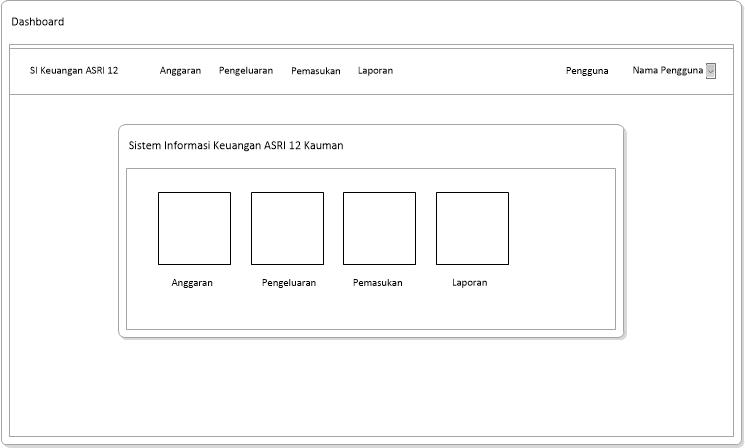 Dashboard
SI Keuangan ASRI 12 Anggaran Pengeluaran Pemasukan Laporan Pengguna Nama Pengguna
Sistem Informasi Keuangan ASRI 12 Kauman
Anggaran Pengeluaran Pemasukan Laporan